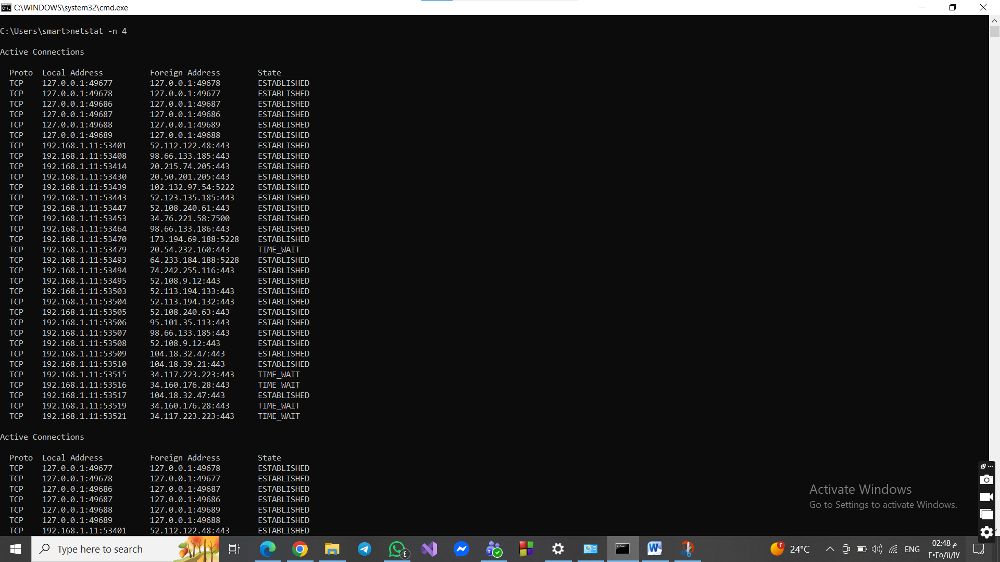 C:\WINDOWS\system32\cmd.exe
C:\Users\smart>netstat -n 4
Active Connections
Proto  Local Address          Foreign Address        State
TCP    127.0.0.1:49677        127.0.0.1:49678        ESTABLISHED
TCP    127.0.0.1:49678        127.0.0.1:49677        ESTABLISHED
TCP    127.0.0.1:49686        127.0.0.1:49687        ESTABLISHED
TCP    127.0.0.1:49687        127.0.0.1:49686        ESTABLISHED
TCP    127.0.0.1:49688        127.0.0.1:49689        ESTABLISHED
TCP    127.0.0.1:49689        127.0.0.1:49688        ESTABLISHED
TCP    192.168.1.11:53401     52.112.122.48:443      ESTABLISHED
TCP    192.168.1.11:53408     98.66.133.185:443      ESTABLISHED
TCP    192.168.1.11:53414     20.215.74.205:443      ESTABLISHED
TCP    192.168.1.11:53430     20.50.201.205:443      ESTABLISHED
TCP    192.168.1.11:53439     102.132.97.54:5222     ESTABLISHED
TCP    192.168.1.11:53443     52.123.135.185:443     ESTABLISHED
TCP    192.168.1.11:53447     52.108.240.61:443      ESTABLISHED
TCP    192.168.1.11:53453     34.76.221.58:7500      ESTABLISHED
TCP    192.168.1.11:53464     98.66.133.186:443      ESTABLISHED
TCP    192.168.1.11:53470     173.194.69.188:5228    ESTABLISHED
TCP    192.168.1.11:53479     20.54.232.160:443      TIME_WAIT
TCP    192.168.1.11:53493     64.233.184.188:5228    ESTABLISHED
TCP    192.168.1.11:53494     74.242.255.116:443     ESTABLISHED
TCP    192.168.1.11:53495     52.108.9.12:443        ESTABLISHED
TCP    192.168.1.11:53503     52.113.194.133:443     ESTABLISHED
TCP    192.168.1.11:53504     52.113.194.132:443     ESTABLISHED
TCP    192.168.1.11:53505     52.108.240.63:443      ESTABLISHED
TCP    192.168.1.11:53506     95.101.35.113:443      ESTABLISHED
TCP    192.168.1.11:53507     98.66.133.185:443      ESTABLISHED
TCP    192.168.1.11:53508     52.108.9.12:443        ESTABLISHED
TCP    192.168.1.11:53509     104.18.32.47:443       ESTABLISHED
TCP    192.168.1.11:53510     104.18.39.21:443       ESTABLISHED
TCP    192.168.1.11:53515     34.117.223.223:443     TIME_WAIT
TCP    192.168.1.11:53516     34.160.176.28:443      TIME_WAIT
TCP    192.168.1.11:53517     104.18.32.47:443       ESTABLISHED
TCP    192.168.1.11:53519     34.160.176.28:443      TIME_WAIT
TCP    192.168.1.11:53521     34.117.223.223:443     TIME_WAIT
Active Connections
Proto  Local Address          Foreign Address        State
TCP    127.0.0.1:49677        127.0.0.1:49678        ESTABLISHED
TCP    127.0.0.1:49678        127.0.0.1:49677        ESTABLISHED
TCP    127.0.0.1:49686        127.0.0.1:49687        ESTABLISHED
TCP    127.0.0.1:49687        127.0.0.1:49686        ESTABLISHED
TCP    127.0.0.1:49688        127.0.0.1:49689        ESTABLISHED
TCP    127.0.0.1:49689        127.0.0.1:49688        ESTABLISHED
TCP    192.168.1.11:53401     52.112.122.48:443      ESTABLISHED
Activate Windows
Go to Settings to activate Windows.
Type here to search
٤
24°C
ENG
02:48 م
٢٠٢٥/١١/١٧